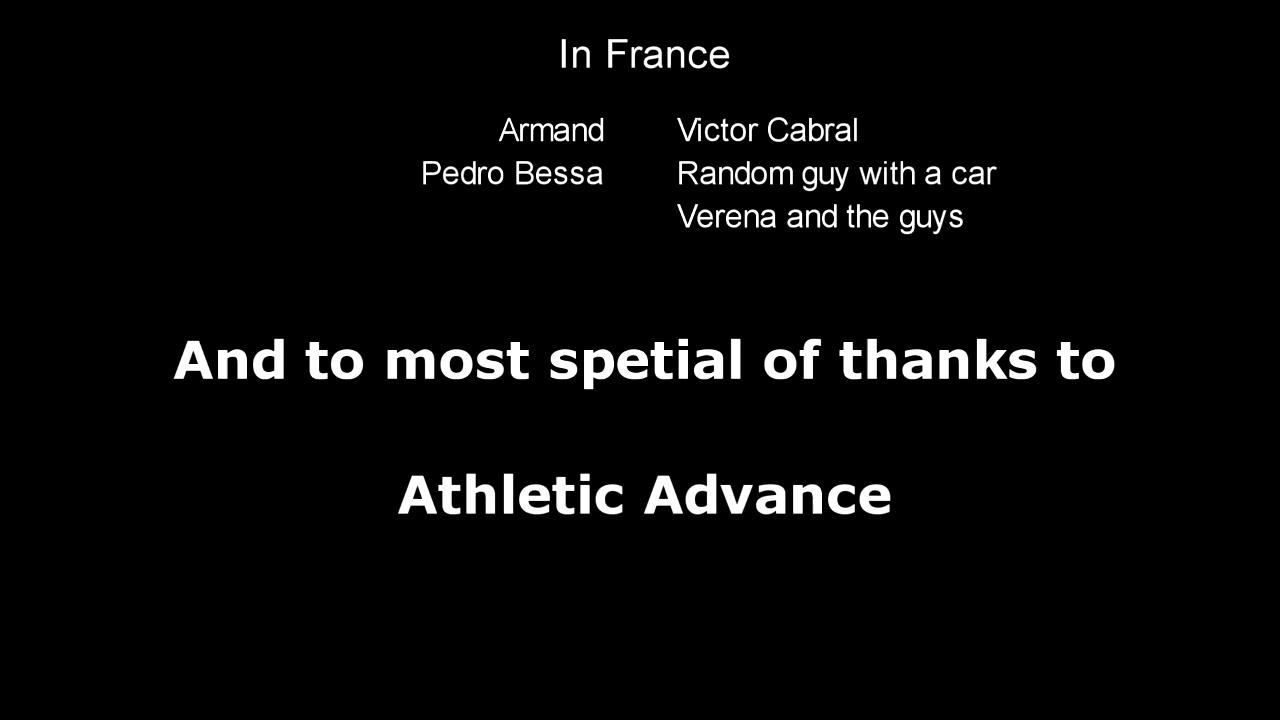 In France
Armand Victor Cabral
Pedro Bessa Random guy with a car
Verena and the guys
And to most spetial of thanks to
Athletic Advance